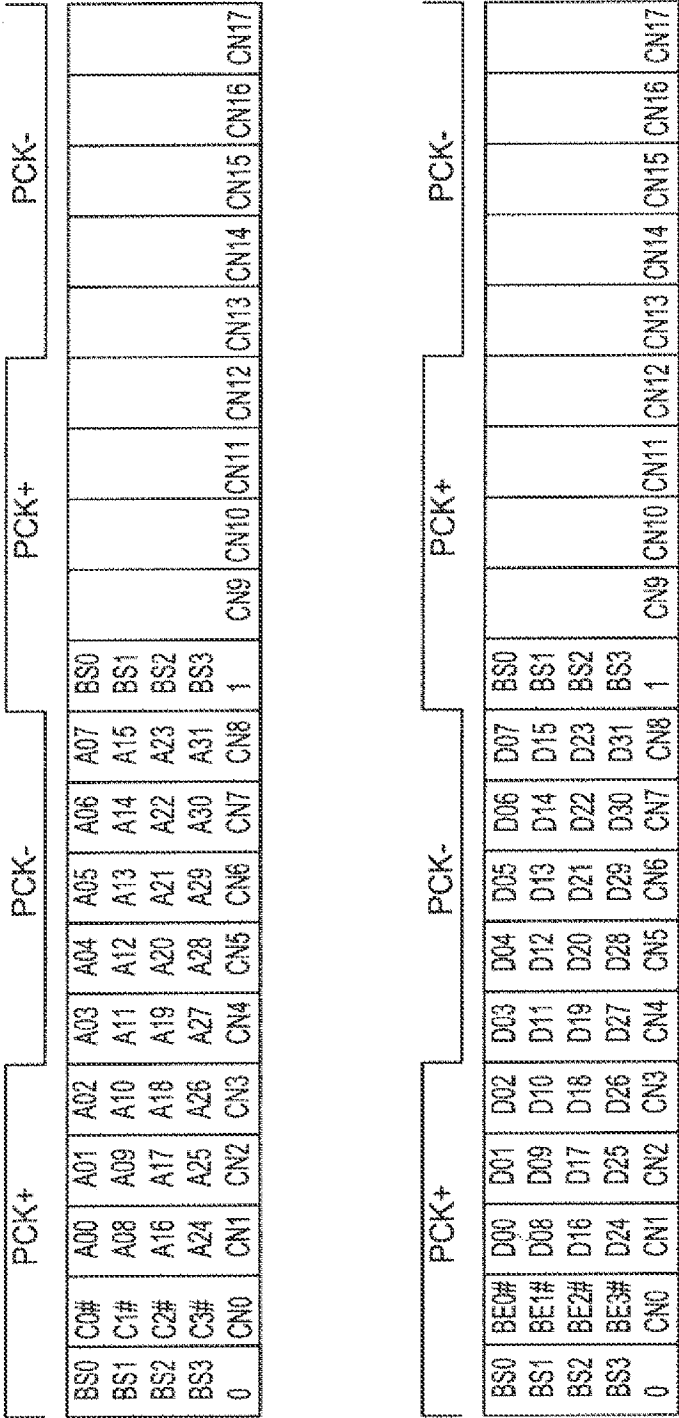 PCK+ PCK- PCK+ PCK-
BS0 C0# A00 A01 A02 A03 A04 A05 A06 A07 BS0
BS1 C1# A08 A09 A10 A11 A12 A13 A14 A15 BS1
BS2 C2# A16 A17 A18 A19 A20 A21 A22 A23 BS2
BS3 C3# A24 A25 A26 A27 A28 A29 A30 A31 BS3
0 CN0 CN1 CN2 CN3 CN4 CN5 CN6 CN7 CN8 1 CN9 CN10 CN11 CN12 CN13 CN14 CN15 CN16 CN17
PCK+ PCK- PCK+ PCK-
BS0 BE0# D00 D01 D02 D03 D04 D05 D06 D07 BS0
BS1 BE1# D08 D09 D10 D11 D12 D13 D14 D15 BS1
BS2 BE2# D16 D17 D18 D19 D20 D21 D22 D23 BS2
BS3 BE3# D24 D25 D26 D27 D28 D29 D30 D31 BS3
0 CN0 CN1 CN2 CN3 CN4 CN5 CN6 CN7 CN8 1 CN9 CN10 CN11 CN12 CN13 CN14 CN15 CN16 CN17